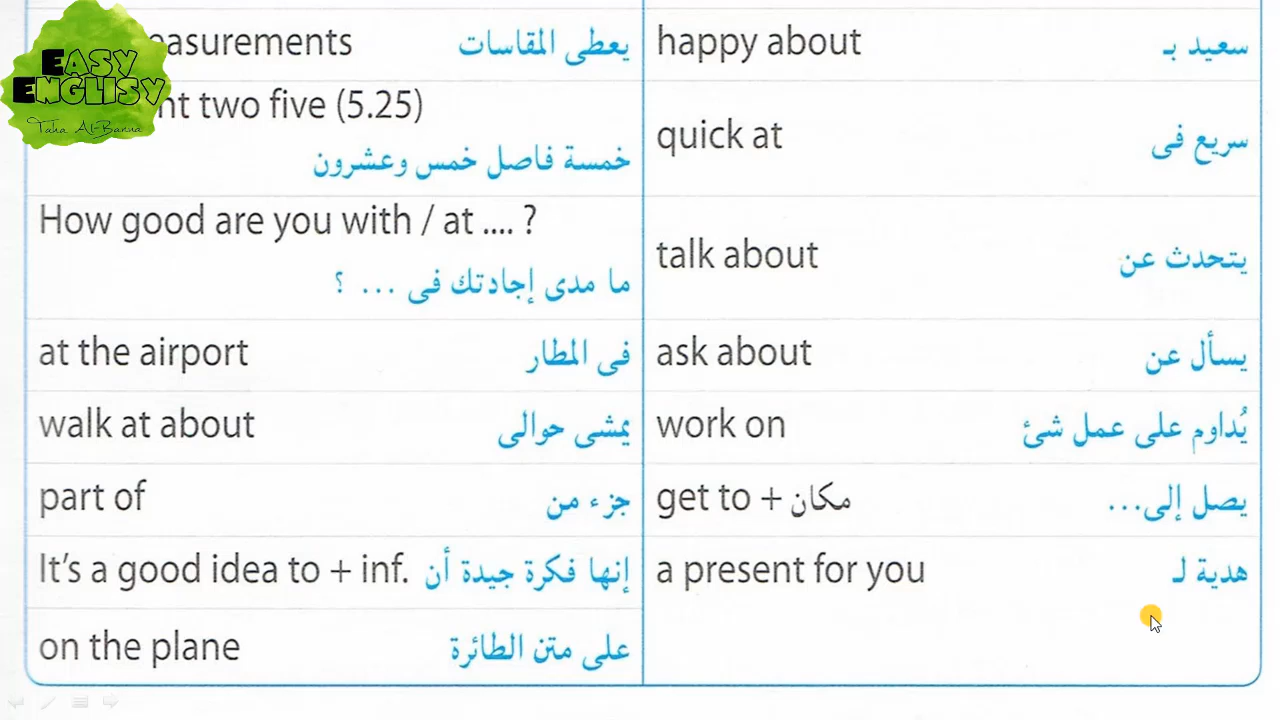 EASY
ENGLISY
Taha Al-Banna
easurements يعطى المقاسات
nt two five (5.25)
خمسة فاصل خمس وعشرون
How good are you with / at .... ?
ما مدى إجادتك فى ... ؟
at the airport فى المطار
walk at about يمشى حوالى
part of جزء من
It's a good idea to + inf. إنها فكرة جيدة أن
on the plane على متن الطائرة
happy about سعيد بـ
quick at سريع فى
talk about يتحدث عن
ask about يسأل عن
work on يُداوم على عمل شئ
get to + مكان يصل إلى...
a present for you هدية لـ